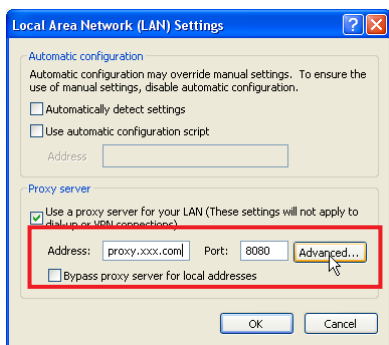 Local Area Network (LAN) Settings
Automatic configuration
Automatic configuration may override manual settings. To ensure the
use of manual settings, disable automatic configuration.
Automatically detect settings
Use automatic configuration script
Address
Proxy server
Use a proxy server for your LAN (These settings will not apply to
dial-up or VPN connections).
Address: proxy.xxx.com Port: 8080 Advanced...
Bypass proxy server for local addresses
OK Cancel